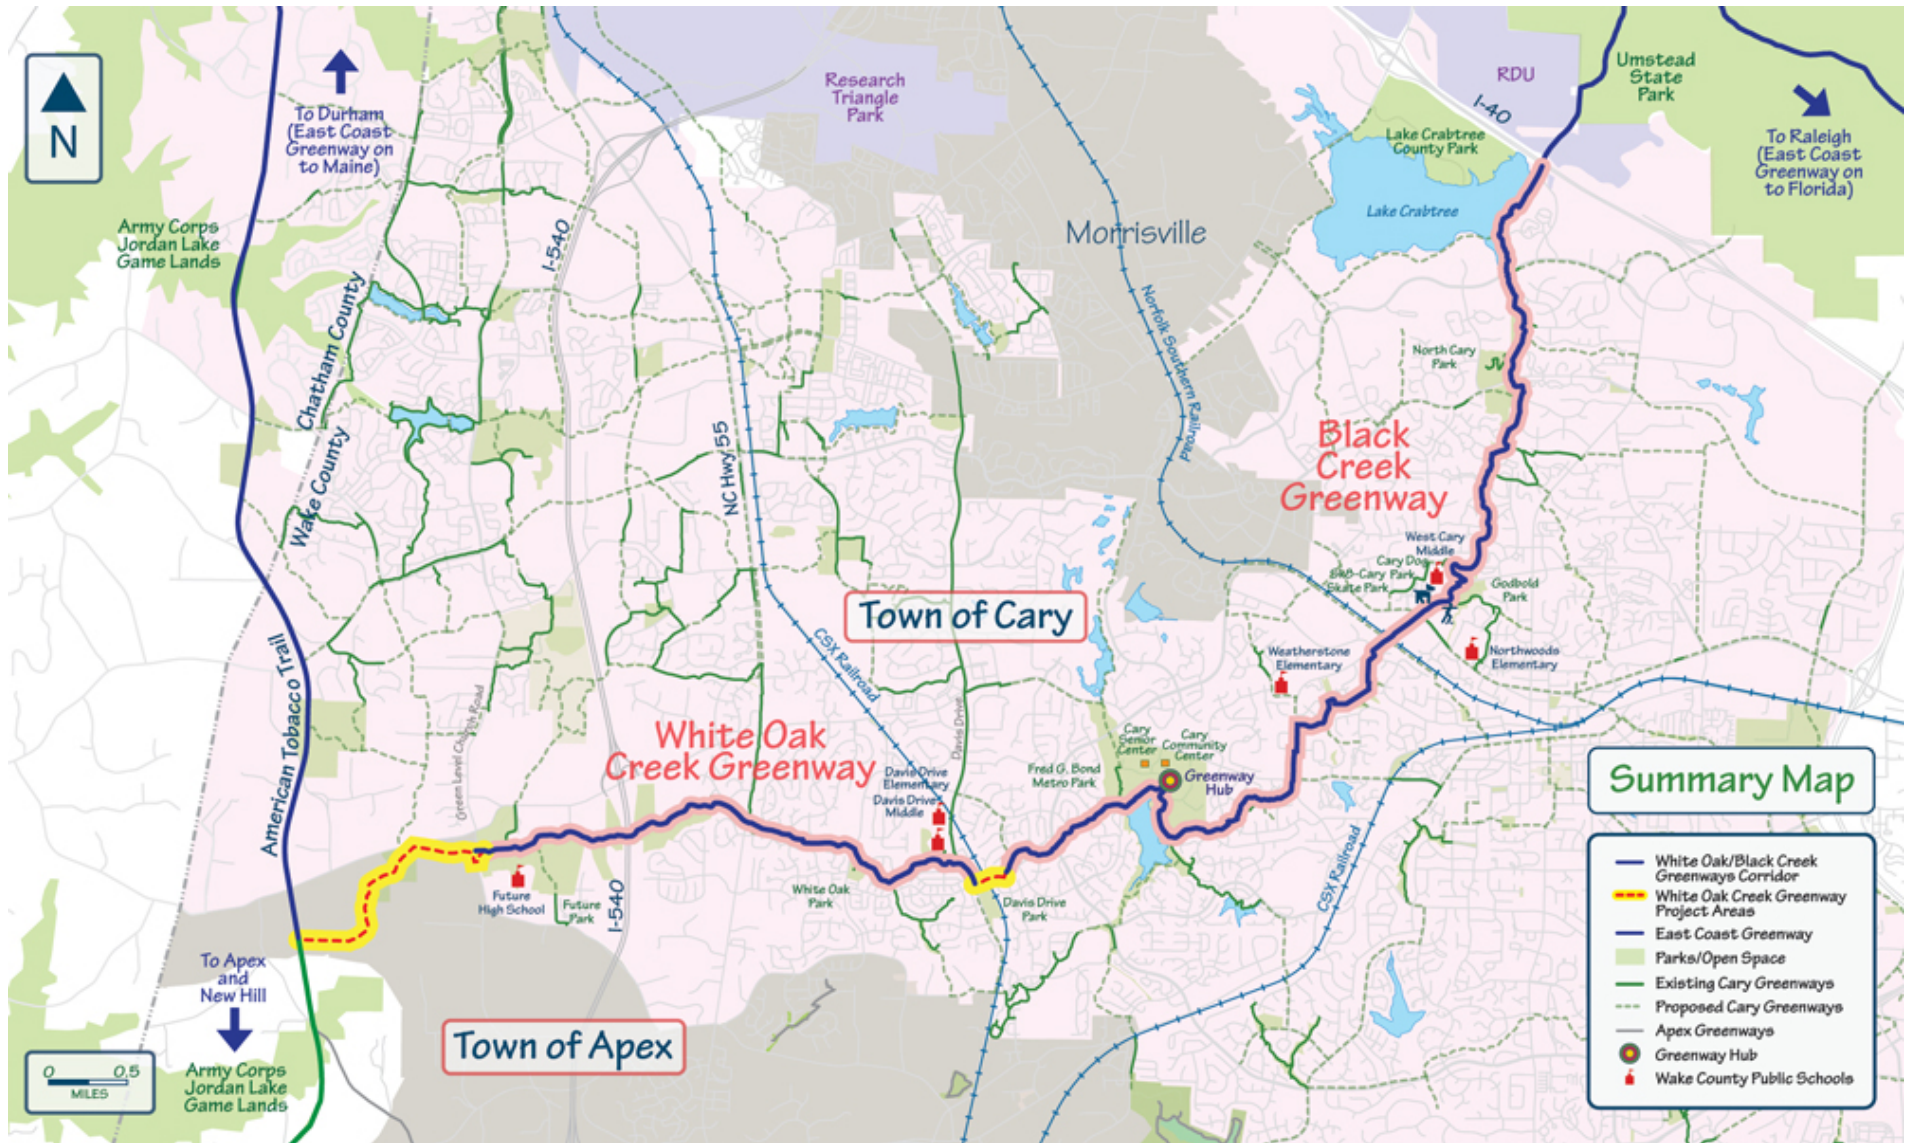 N
To Durham
(East Coast
Greenway on
to Maine)
Research
Triangle
Park
RDU
I-40
Umstead
State
Park
To Raleigh
(East Coast
Greenway on
to Florida)
Lake Crabtree
County Park
Lake Crabtree
Army Corps
Jordan Lake
Game Lands
I-540
Morrisville
Chatham County
Wake County
Norfolk Southern Railroad
North Cary
Park
Black
Creek
Greenway
NC Hwy 55
West Cary
Middle
Cary Dog
Park
Sk8-Cary
Skate Park
Godbold
Park
Town of Cary
CSX Railroad
Weatherstone
Elementary
Northwoods
Elementary
American Tobacco Trail
Green Level Church Road
Davis Drive
White Oak
Creek Greenway
Cary
Senior
Center
Cary
Community
Center
Fred G. Bond
Metro Park
Greenway
Hub
Davis Drive
Elementary
Davis Drive
Middle
CSX Railroad
Future
High School
Future
Park
I-540
White Oak
Park
Davis Drive
Park
To Apex
and
New Hill
Army Corps
Jordan Lake
Game Lands
Town of Apex
0 0.5
MILES
Summary Map
White Oak/Black Creek
Greenways Corridor
White Oak Creek Greenway
Project Areas
East Coast Greenway
Parks/Open Space
Existing Cary Greenways
Proposed Cary Greenways
Apex Greenways
Greenway Hub
Wake County Public Schools